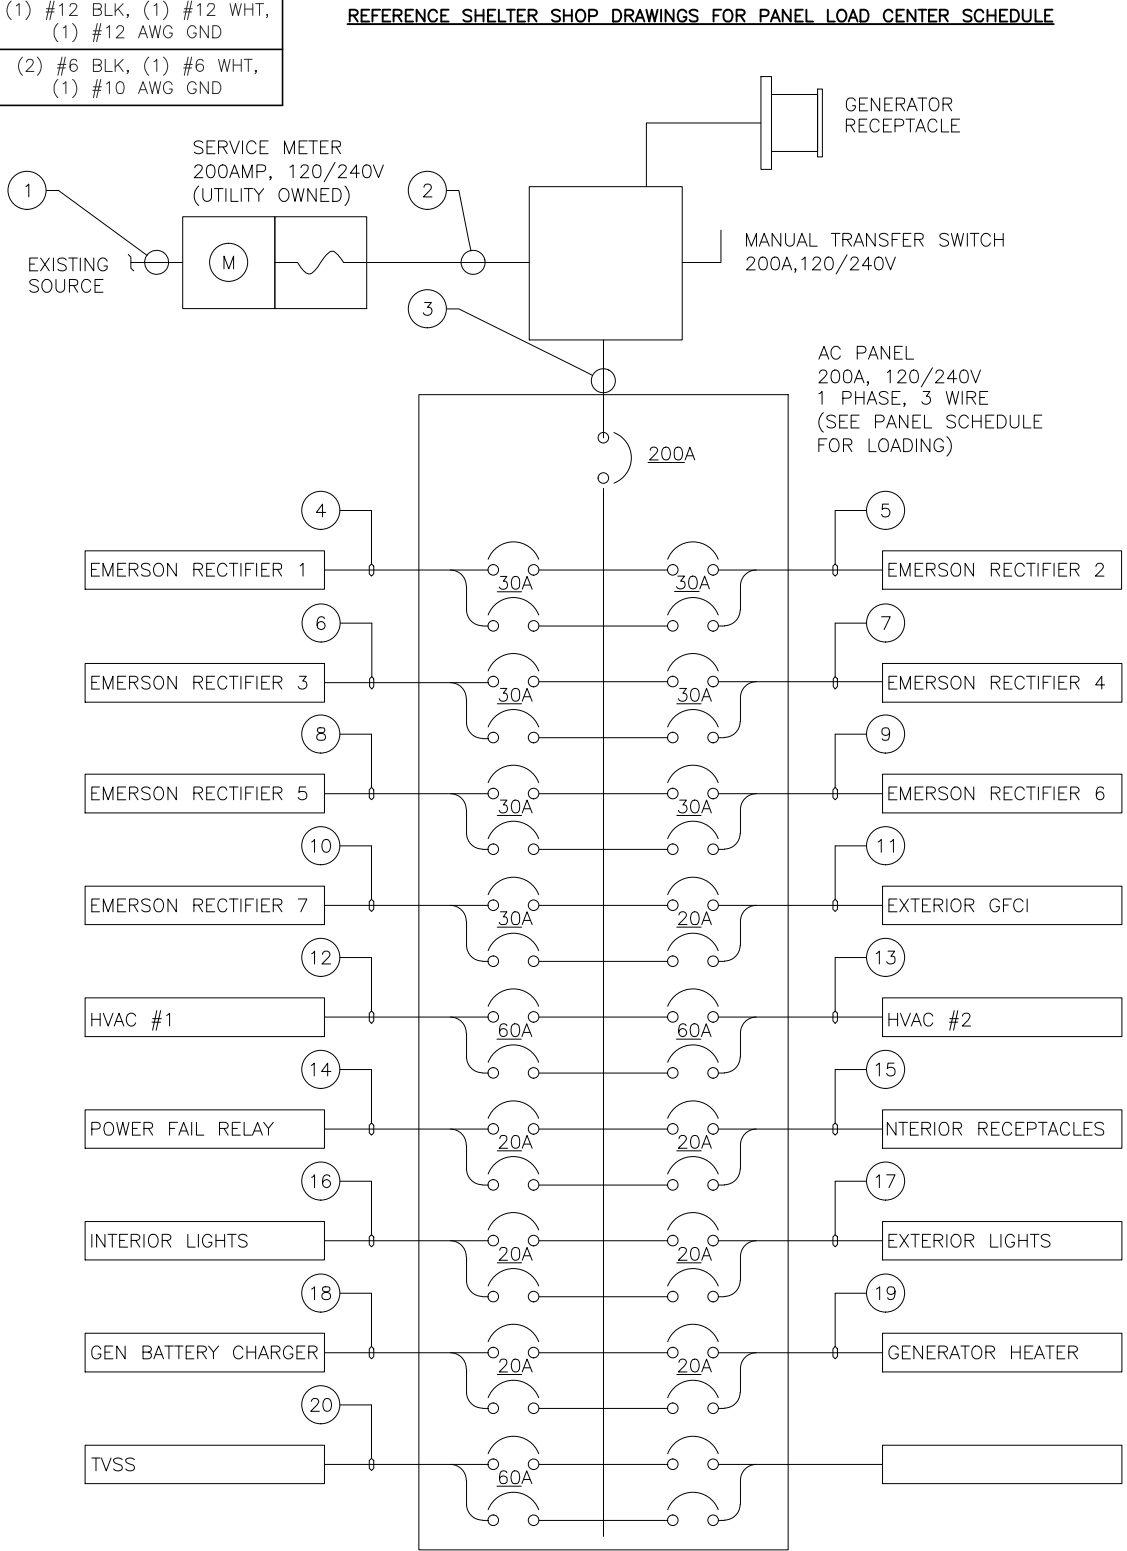 (1) #12 BLK, (1) #12 WHT,
(1) #12 AWG GND
(2) #6 BLK, (1) #6 WHT,
(1) #10 AWG GND
REFERENCE SHELTER SHOP DRAWINGS FOR PANEL LOAD CENTER SCHEDULE
GENERATOR
RECEPTACLE
SERVICE METER
200AMP, 120/240V
(UTILITY OWNED)
1
2
EXISTING
SOURCE
M
MANUAL TRANSFER SWITCH
200A,120/240V
3
AC PANEL
200A, 120/240V
1 PHASE, 3 WIRE
(SEE PANEL SCHEDULE
FOR LOADING)
200A
4
5
EMERSON RECTIFIER 1
30A
30A
EMERSON RECTIFIER 2
6
7
EMERSON RECTIFIER 3
30A
30A
EMERSON RECTIFIER 4
8
9
EMERSON RECTIFIER 5
30A
30A
EMERSON RECTIFIER 6
10
11
EMERSON RECTIFIER 7
30A
20A
EXTERIOR GFCI
12
13
HVAC #1
60A
60A
HVAC #2
14
15
POWER FAIL RELAY
20A
20A
NTERIOR RECEPTACLES
16
17
INTERIOR LIGHTS
20A
20A
EXTERIOR LIGHTS
18
19
GEN BATTERY CHARGER
20A
20A
GENERATOR HEATER
20
TVSS
60A